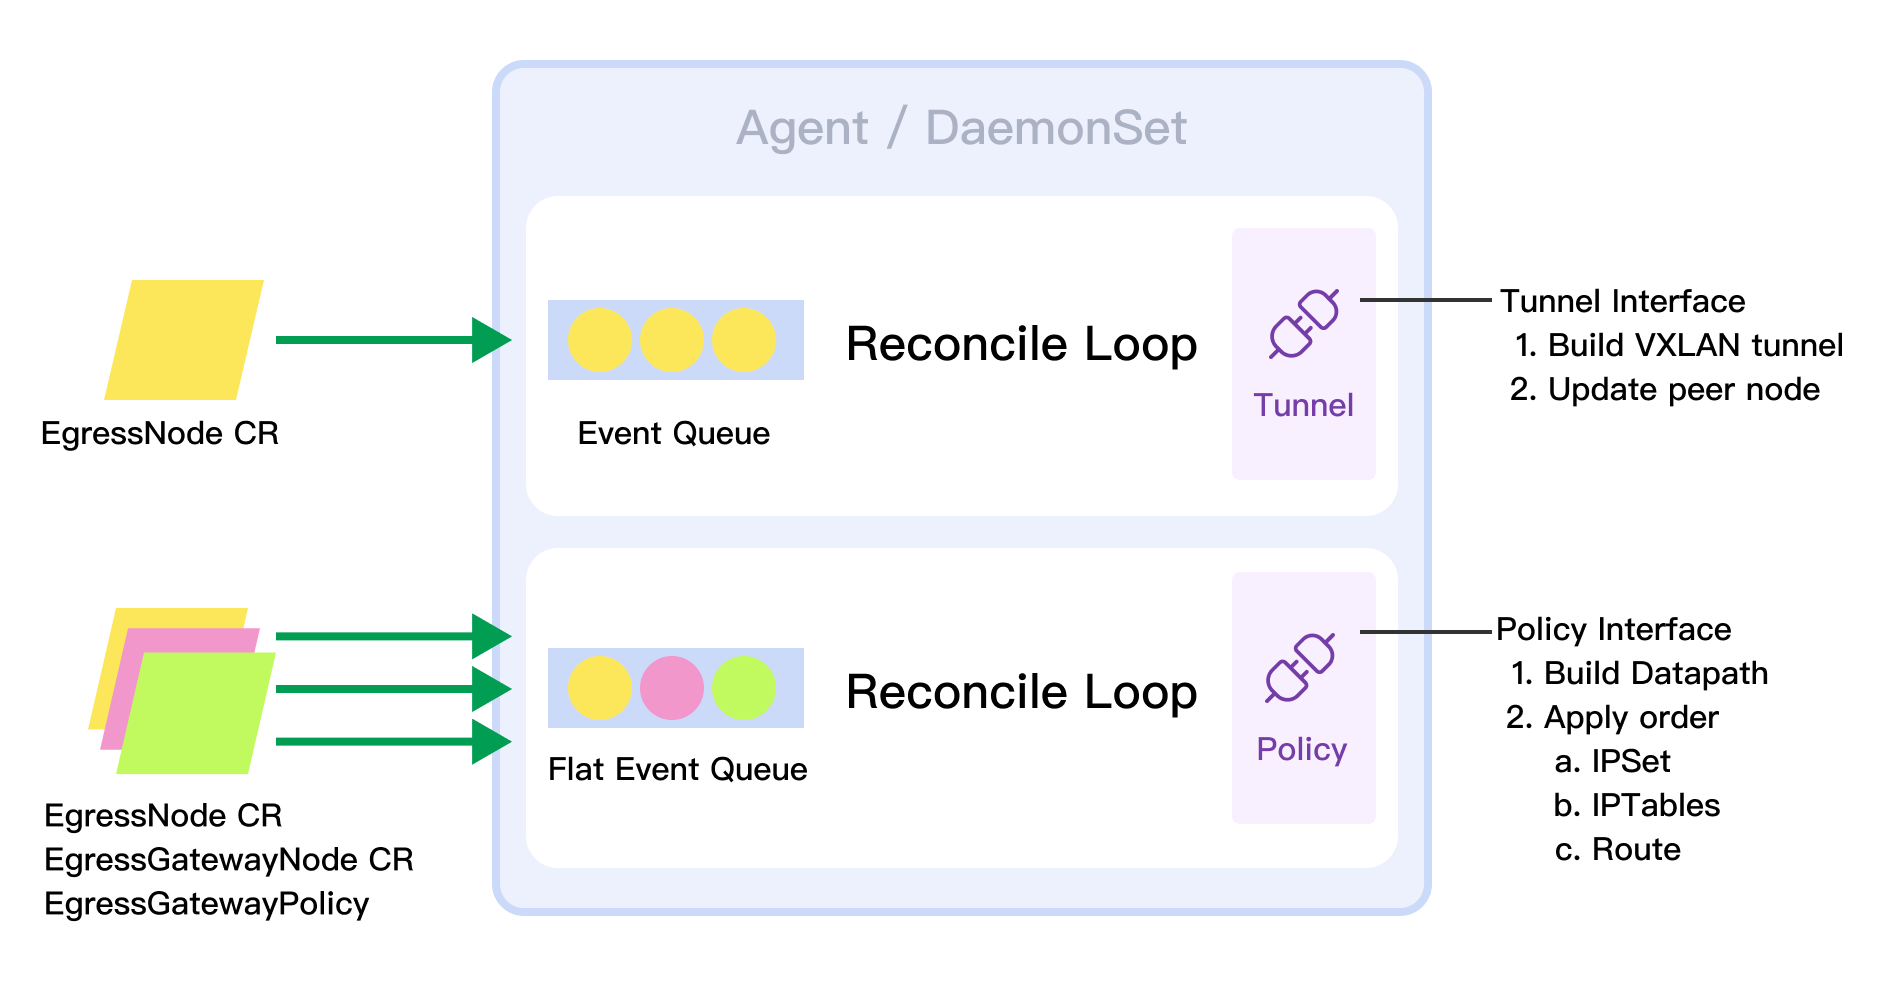 Agent / DaemonSet
EgressNode CR
Event Queue
Reconcile Loop
Tunnel
Tunnel Interface
1. Build VXLAN tunnel
2. Update peer node
EgressNode CR
EgressGatewayNode CR
EgressGatewayPolicy
Flat Event Queue
Reconcile Loop
Policy
Policy Interface
1. Build Datapath
2. Apply order
a. IPSet
b. IPTables
c. Route